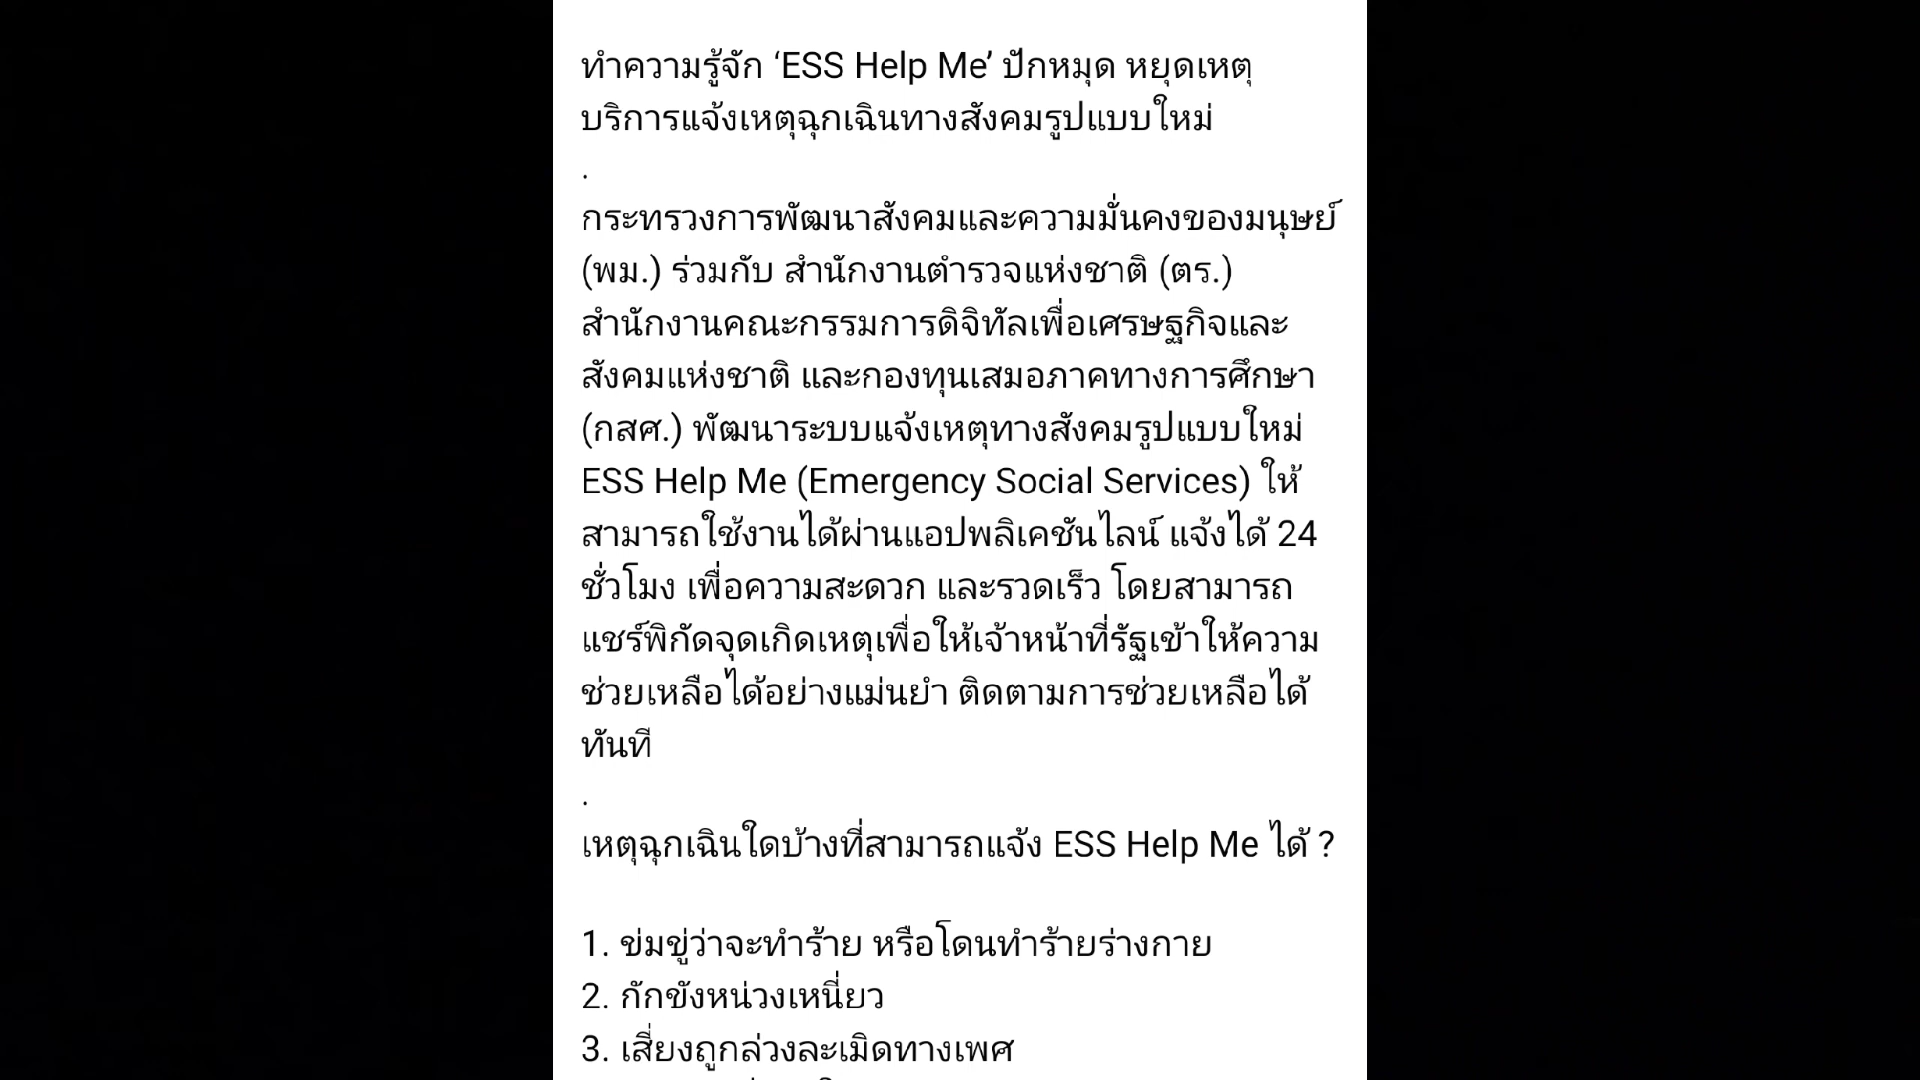 ทำความรู้จัก ‘ESS Help Me’ ปักหมุด หยุดเหตุ
บริการแจ้งเหตุฉุกเฉินทางสังคมรูปแบบใหม่
.
กระทรวงการพัฒนาสังคมและความมั่นคงของมนุษย์
(พม.) ร่วมกับ สำนักงานตำรวจแห่งชาติ (ตร.)
สำนักงานคณะกรรมการดิจิทัลเพื่อเศรษฐกิจและ
สังคมแห่งชาติ และกองทุนเสมอภาคทางการศึกษา
(กสศ.) พัฒนาระบบแจ้งเหตุทางสังคมรูปแบบใหม่
ESS Help Me (Emergency Social Services) ให้
สามารถใช้งานได้ผ่านแอปพลิเคชันไลน์ แจ้งได้ 24
ชั่วโมง เพื่อความสะดวก และรวดเร็ว โดยสามารถ
แชร์พิกัดจุดเกิดเหตุเพื่อให้เจ้าหน้าที่รัฐเข้าให้ความ
ช่วยเหลือได้อย่างแม่นยำ ติดตามการช่วยเหลือได้
ทันที
.
เหตุฉุกเฉินใดบ้างที่สามารถแจ้ง ESS Help Me ได้ ?
1. ข่มขู่ว่าจะทำร้าย หรือโดนทำร้ายร่างกาย
2. กักขังหน่วงเหนี่ยว
3. เสี่ยงถูกล่วงละเมิดทางเพศ